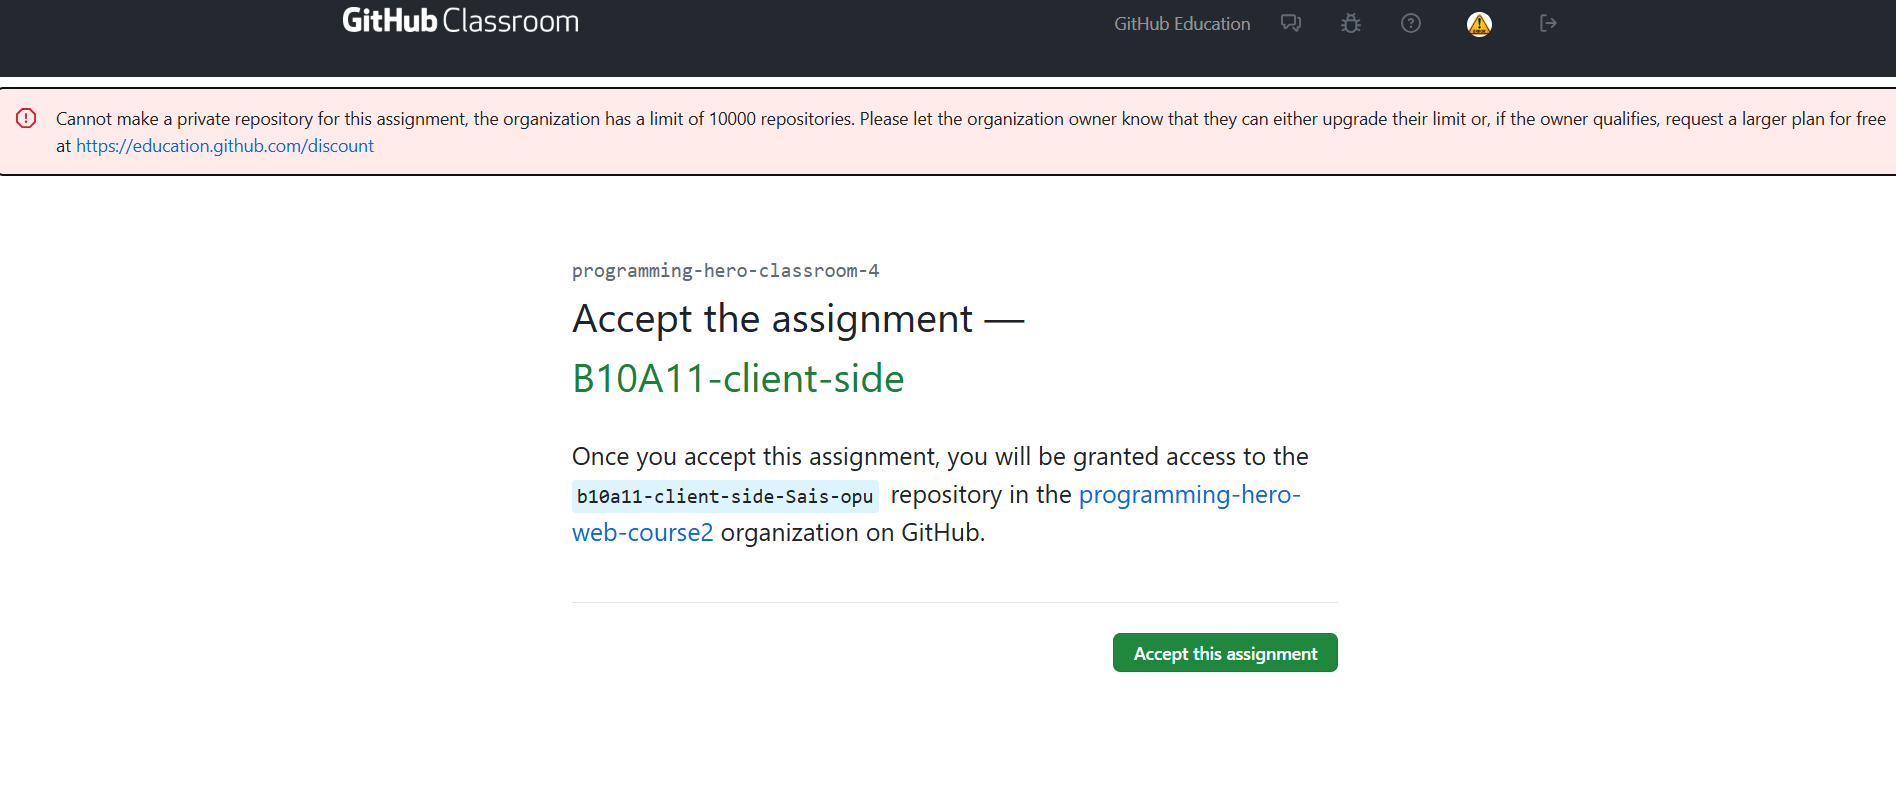 GitHub Classroom
GitHub Education
Cannot make a private repository for this assignment, the organization has a limit of 10000 repositories. Please let the organization owner know that they can either upgrade their limit or, if the owner qualifies, request a larger plan for free
at https://education.github.com/discount
programming-hero-classroom-4
Accept the assignment —
B10A11-client-side
Once you accept this assignment, you will be granted access to the
b10a11-client-side-Sais-opu repository in the programming-hero-
web-course2 organization on GitHub.
Accept this assignment